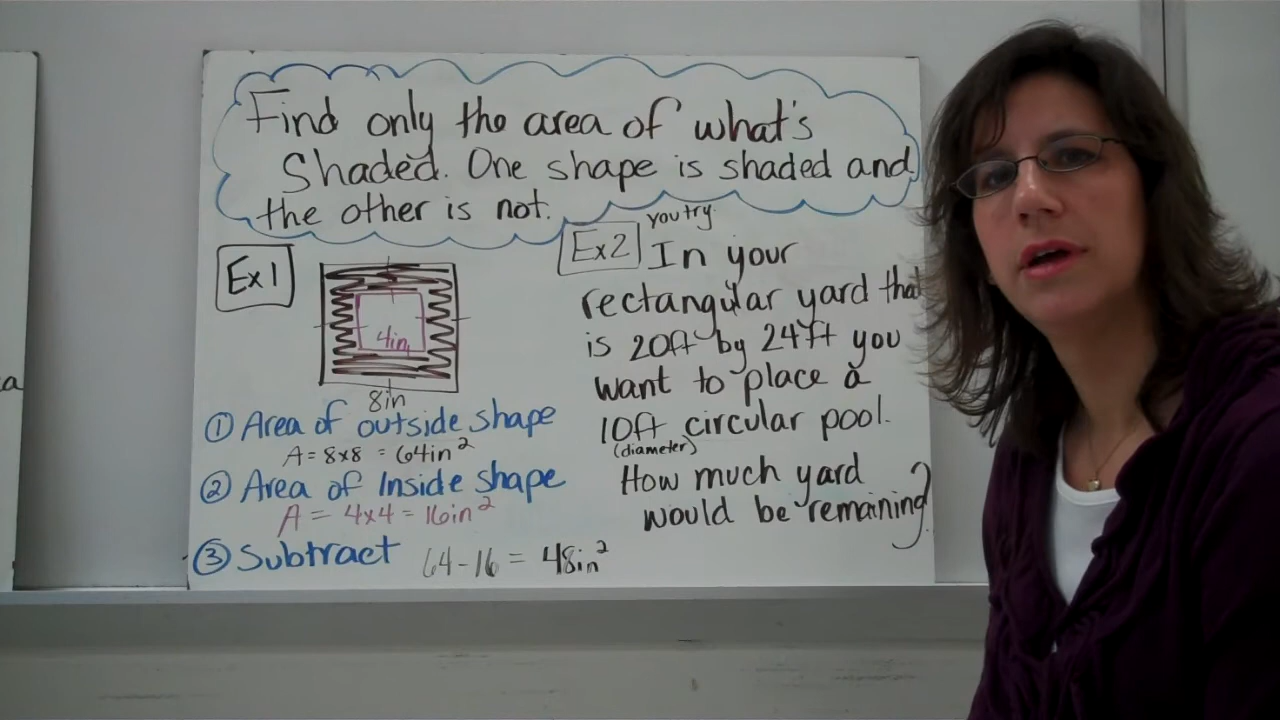 Find only the area of what's
Shaded. One shape is shaded and
the other is not.
Ex1
4in
8in
① Area of outside shape
A = 8x8 = 64in²
② Area of Inside shape
A = 4x4 = 16in²
③ Subtract 64-16 = 48in²
you try
Ex2 In your
rectangular yard that
is 20ft by 24ft you
want to place a
10ft circular pool.
(diameter)
How much yard
would be remaining?
a